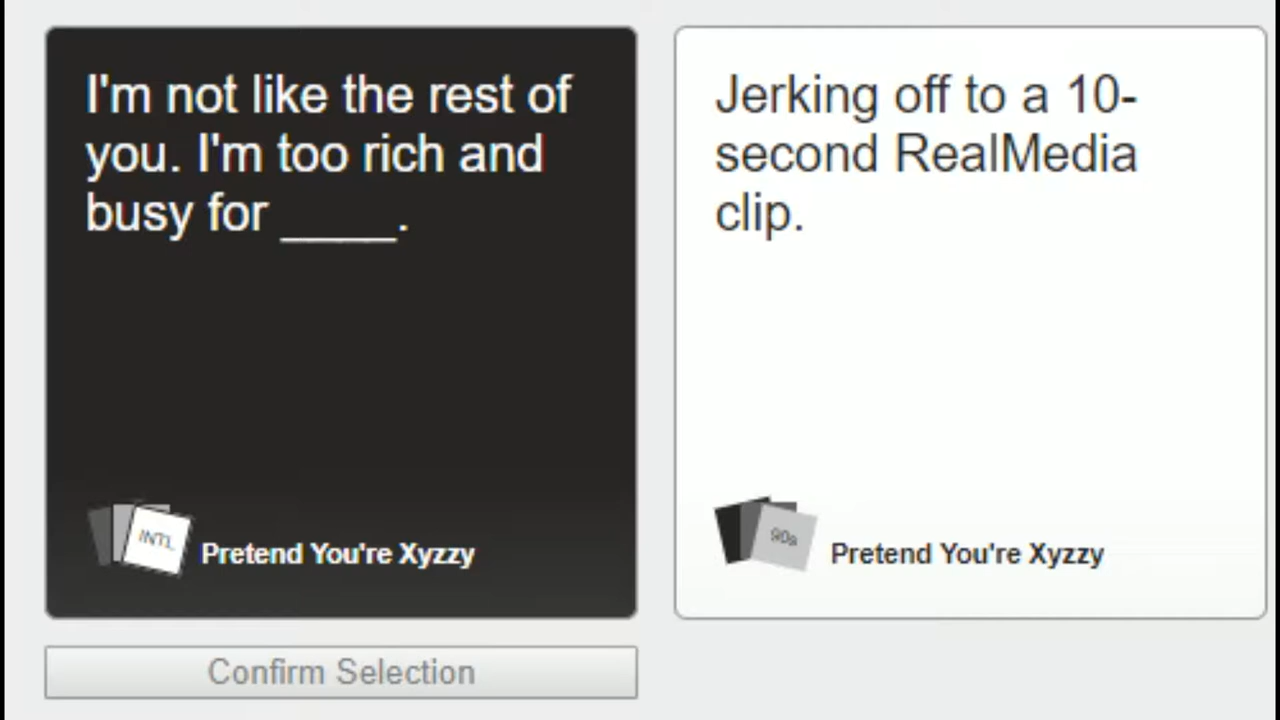 I'm not like the rest of
you. I'm too rich and
busy for ____.
INTL
Pretend You're Xyzzy
Jerking off to a 10-
second RealMedia
clip.
90s
Pretend You're Xyzzy
Confirm Selection